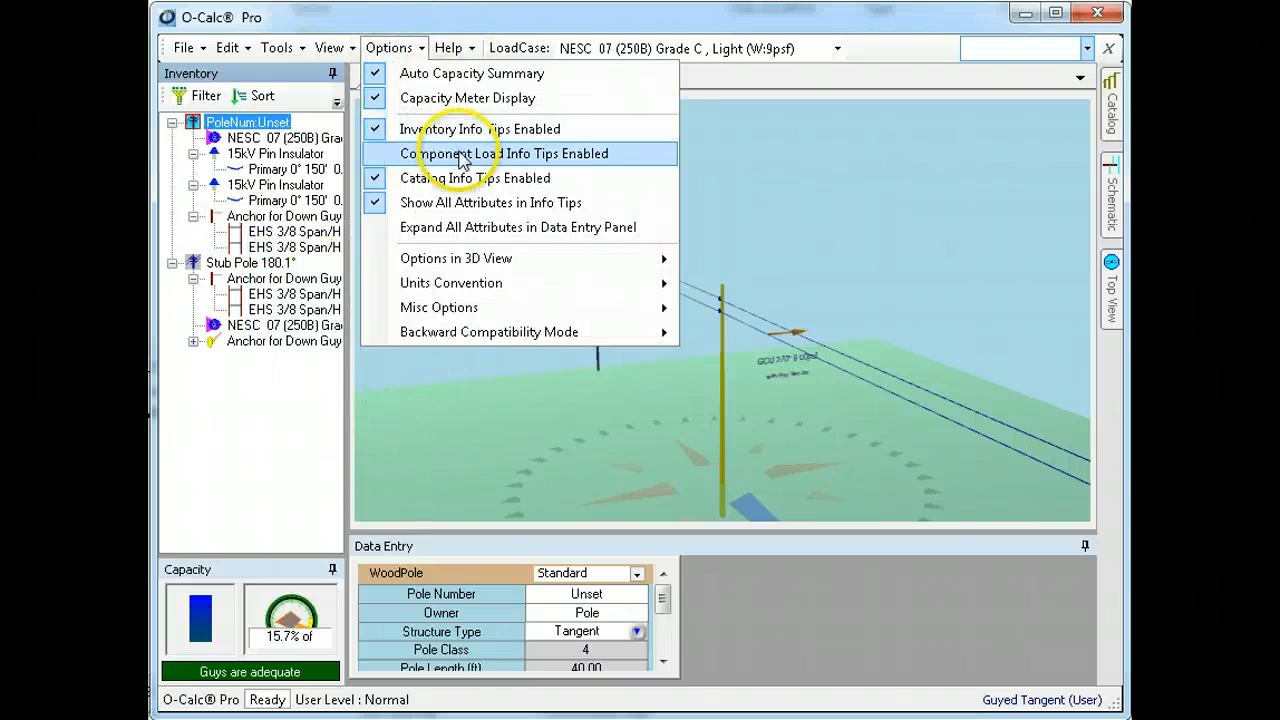 O-Calc® Pro
File Edit Tools View Options Help LoadCase: NESC 07 (250B) Grade C , Light (W:9psf)
Inventory
Filter Sort
PoleNum:Unset
NESC 07 (250B) Gra
15kV Pin Insulator
Primary 0° 150' 0.
15kV Pin Insulator
Primary 0° 150' 0.
Anchor for Down Guy
EHS 3/8 Span/H
EHS 3/8 Span/H
Stub Pole 180.1°
Anchor for Down Guy
EHS 3/8 Span/H
EHS 3/8 Span/H
NESC 07 (250B) Gra
Anchor for Down Guy
Auto Capacity Summary
Capacity Meter Display
Inventory Info Tips Enabled
Component Load Info Tips Enabled
Catalog Info Tips Enabled
Show All Attributes in Info Tips
Expand All Attributes in Data Entry Panel
Options in 3D View
Units Convention
Misc Options
Backward Compatibility Mode
Catalog
Schematic
Top View
Capacity
15.7% of
Guys are adequate
Data Entry
WoodPole Standard
Pole Number Unset
Owner Pole
Structure Type Tangent
Pole Class 4
Pole Length (ft) 40.00
O-Calc® Pro Ready User Level : Normal Guyed Tangent (User)